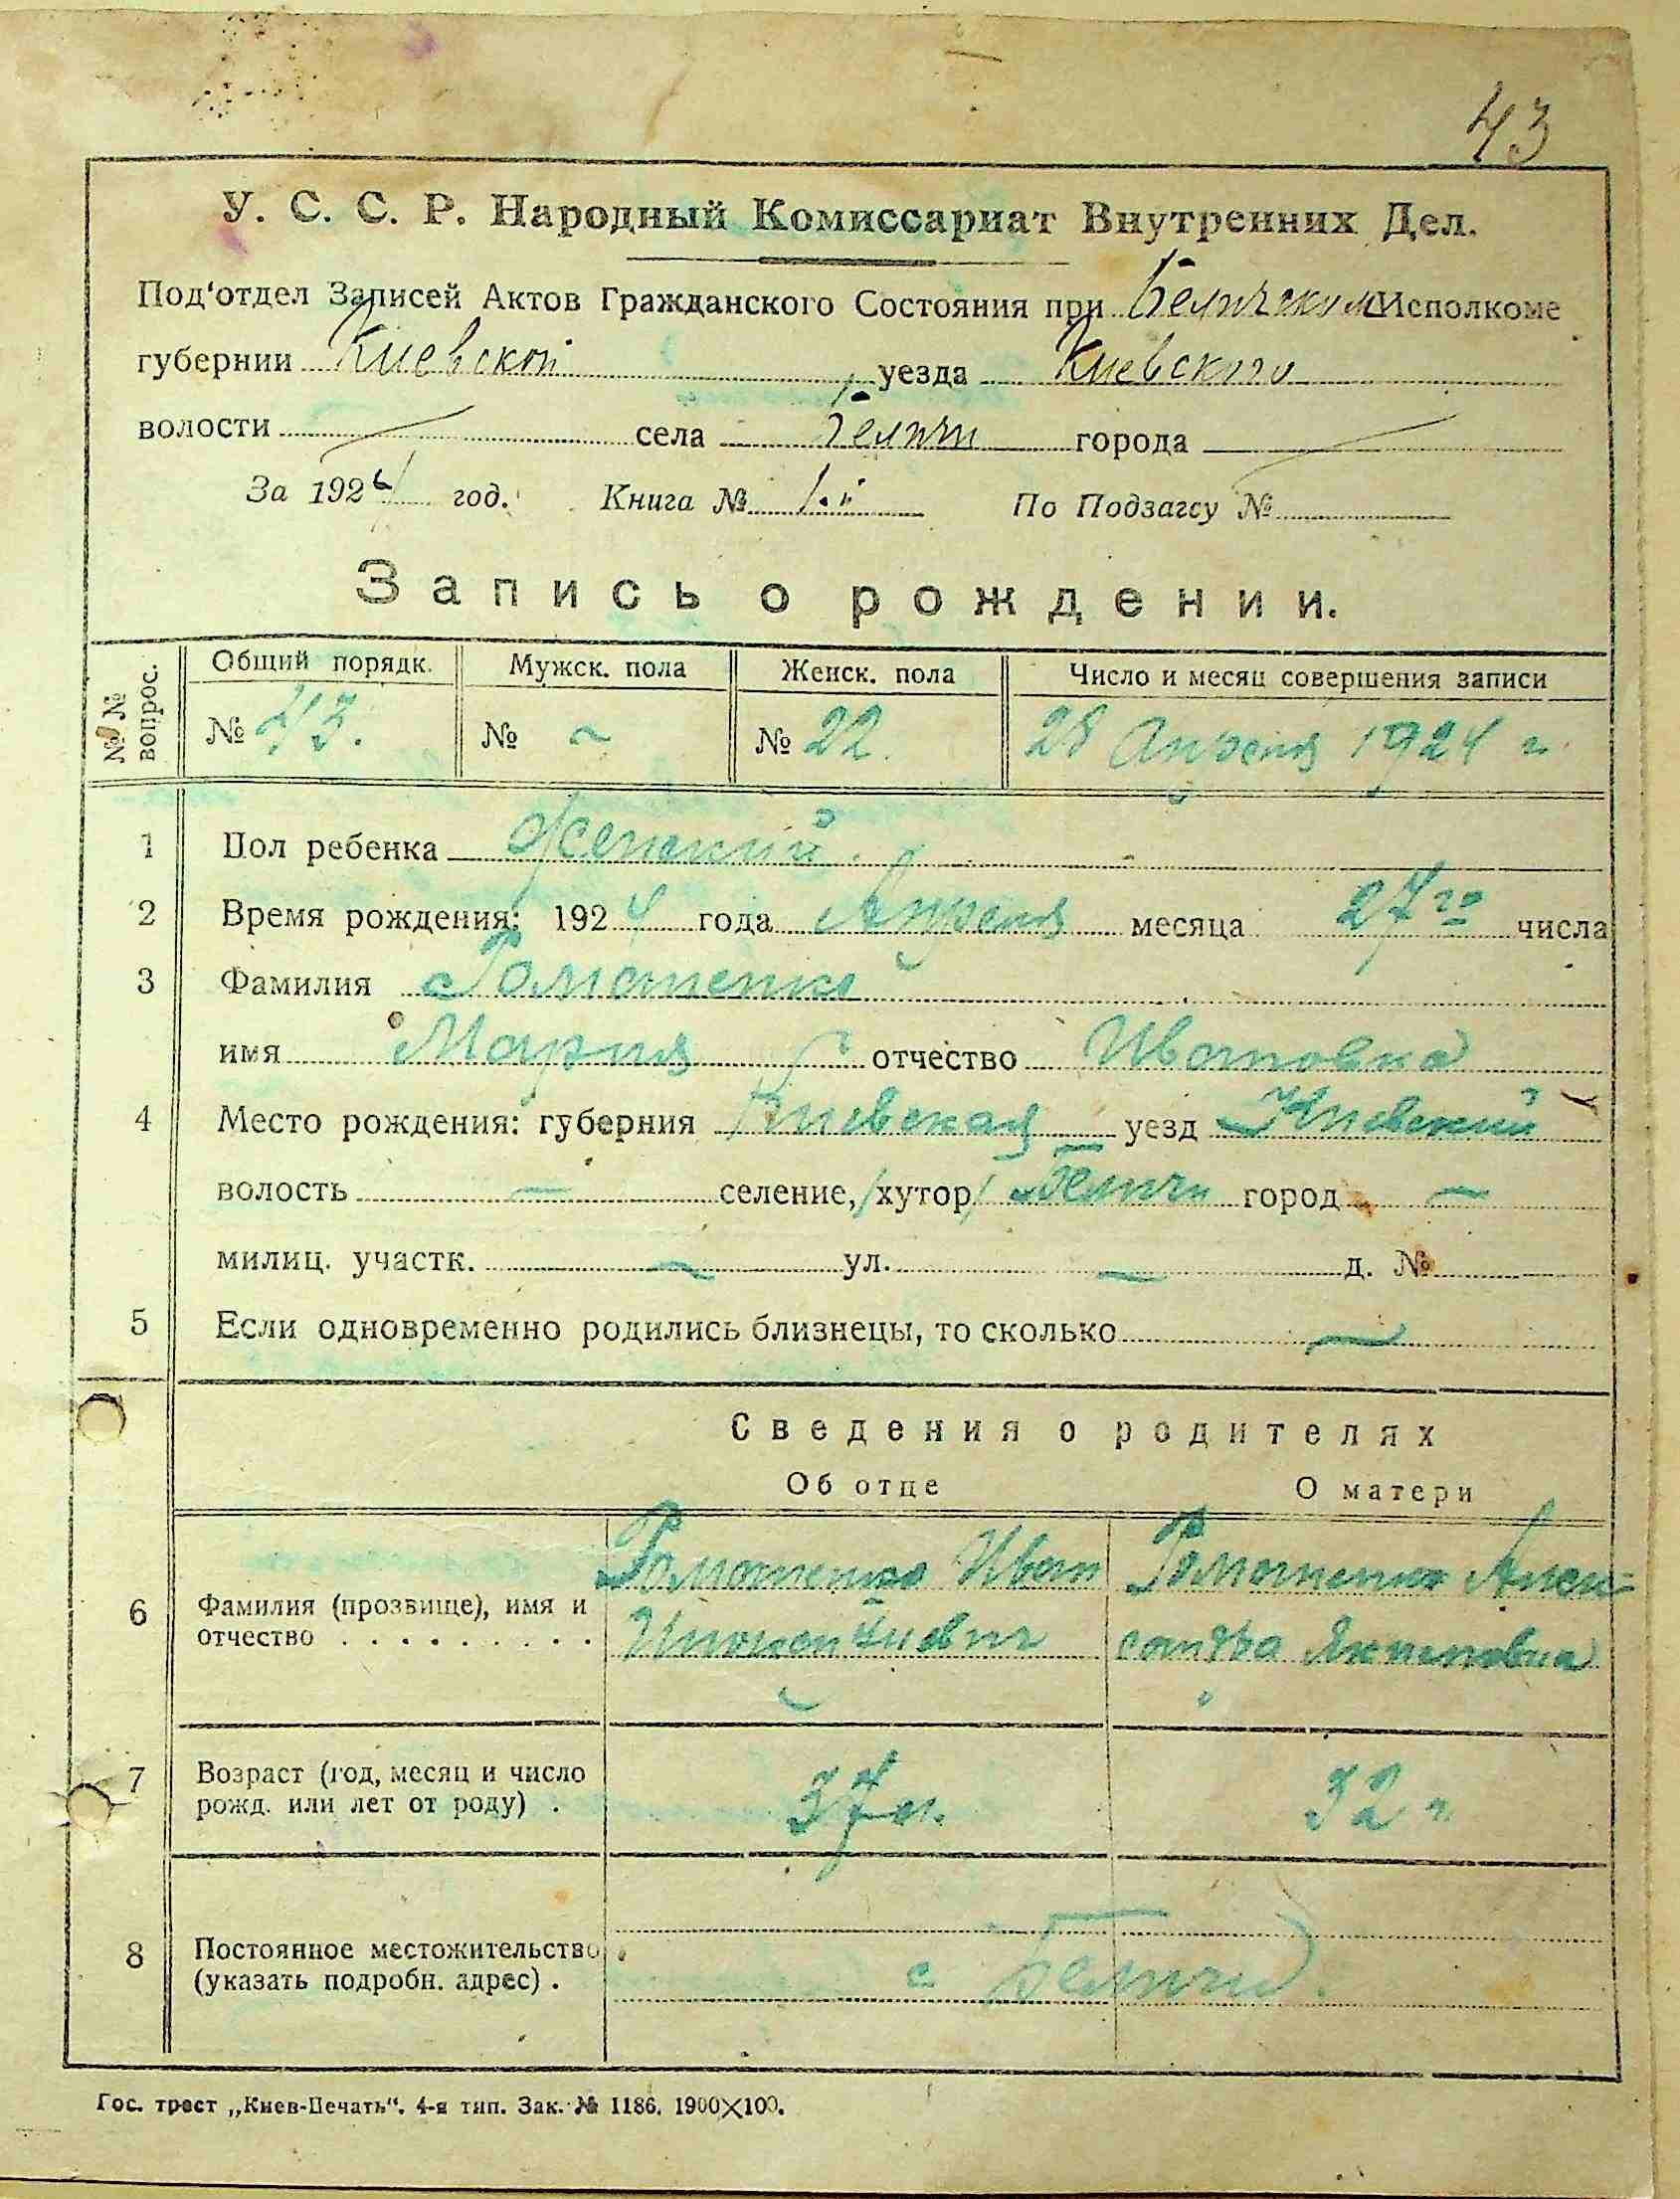 43
У. С. С. Р. Народный Комиссариат Внутренних Дел.
Под'отдел Записей Актов Гражданского Состояния при Беличском Исполкоме
губернии Киевской уезда Киевского
волости села Беличи города
За 1924 год. Книга № 1.й По Подзагсу №
Запись о рождении.
№№ вопрос. Общий порядк. Мужск. пола Женск. пола Число и месяц совершения записи
№ 43. № ~ № 22. 28 Апреля 1924 г.
1 Пол ребенка Женский.
2 Время рождения: 1924 года Апреля месяца 27го числа
3 Фамилия Романенко
имя Мария отчество Ивановна
4 Место рождения: губерния Киевская уезд Киевский
волость — селение, /хутор/ Беличи город —
милиц. участк. — ул. — д. №
5 Если одновременно родились близнецы, то сколько —
Сведения о родителях
Об отце О матери
6 Фамилия (прозвище), имя и отчество Романенко Иван Романенко Алек-
сандра Якимовна
7 Возраст (год, месяц и число рожд. или лет от роду) . 37 л. 32 г.
8 Постоянное местожительство (указать подробн. адрес) . с Беличи.
Гос. трест „Киев-Печать“. 4-я тип. Зак. № 1186. 1900×100.